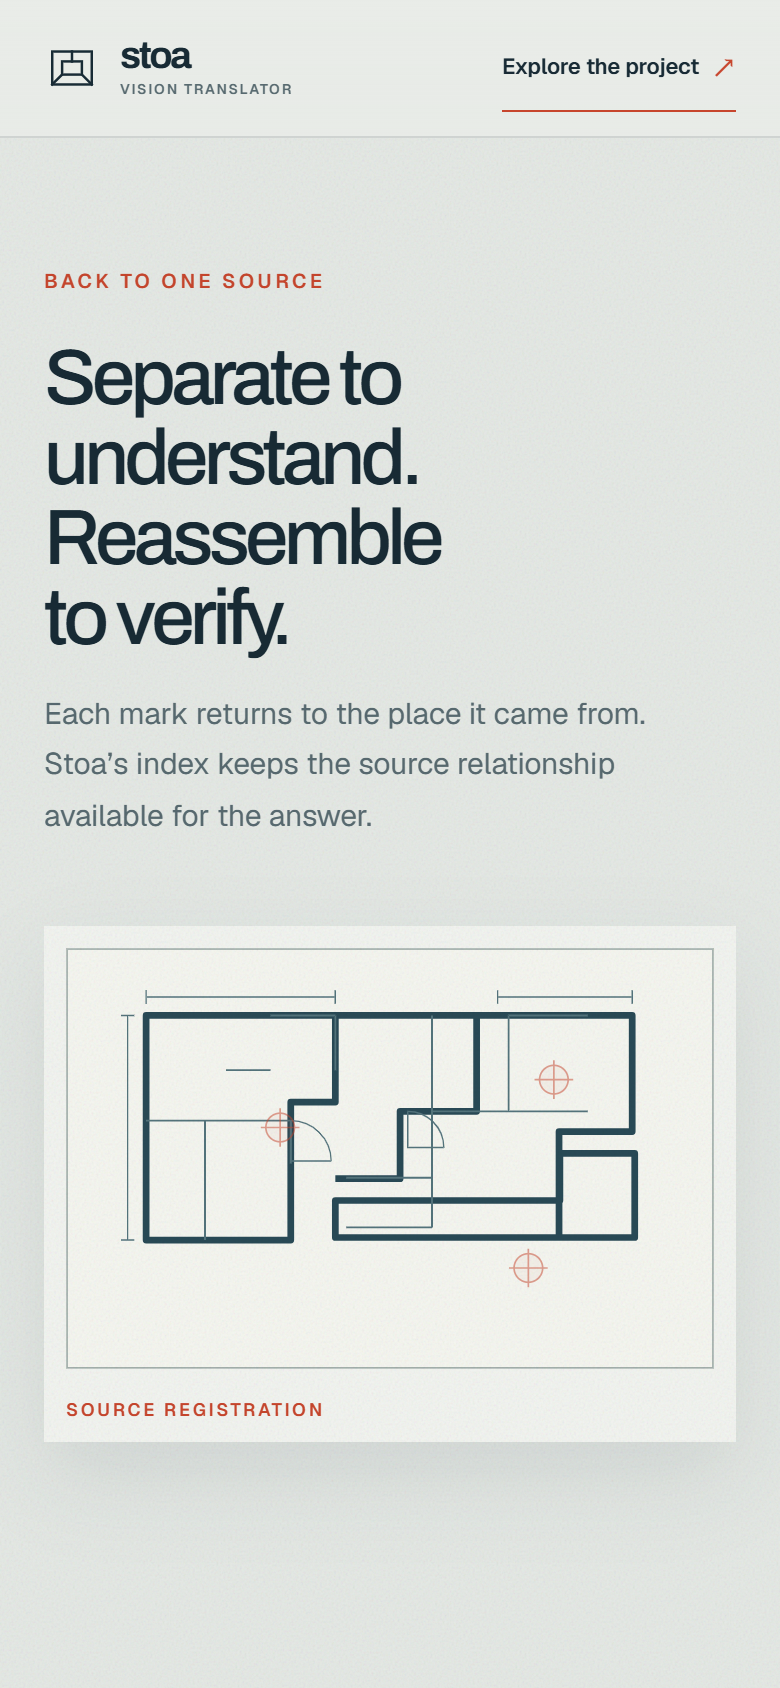 stoa
VISION TRANSLATOR
Explore the project ↗
BACK TO ONE SOURCE
Separate to
understand.
Reassemble
to verify.
Each mark returns to the place it came from.
Stoa’s index keeps the source relationship
available for the answer.
SOURCE REGISTRATION